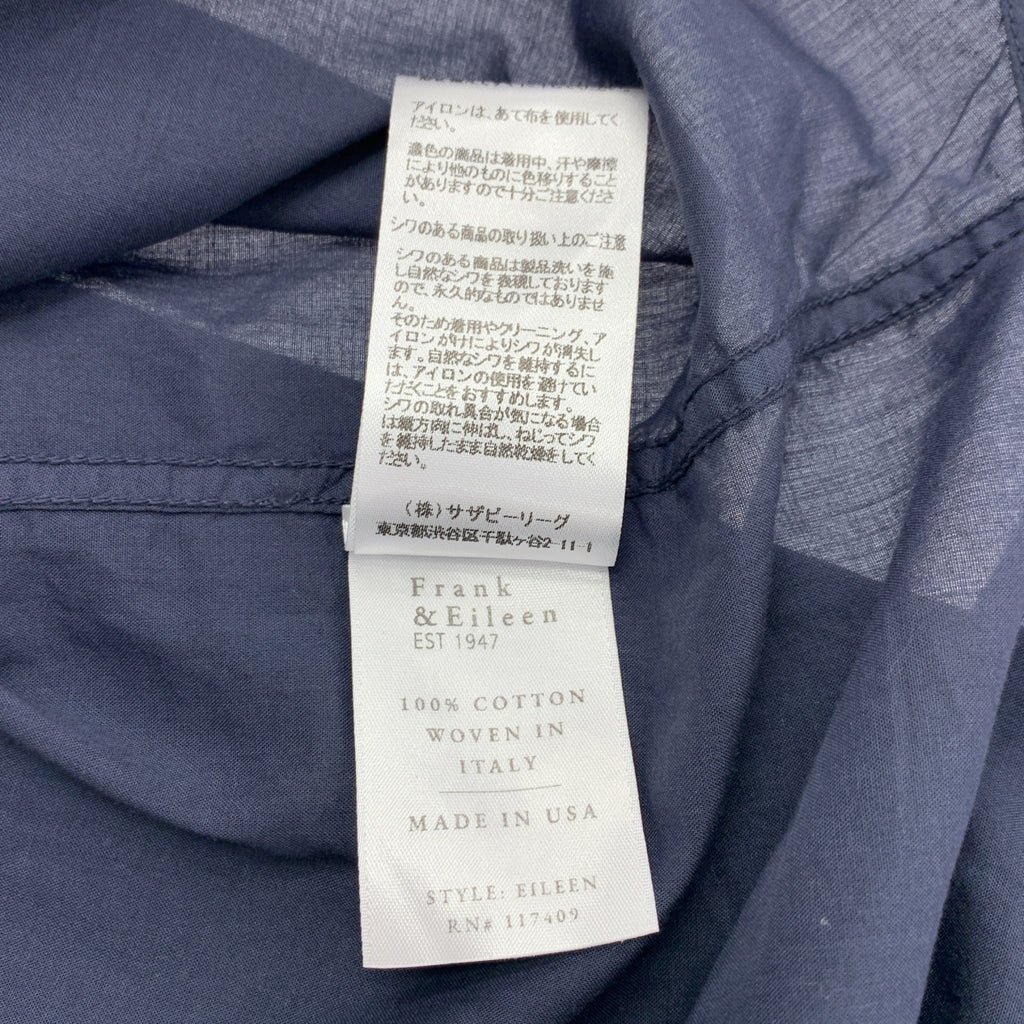 アイロンは、あて布を使用してく
ださい。
濃色の商品は着用中、汗や摩擦
により他のものに色移りすること
がありますので十分ご注意くださ
い。
シワのある商品の取り扱い上のご注意
シワのある商品は製品洗いを施
し自然なシワを表現しております
ので、永久的なものではありませ
ん。
そのため着用やクリーニング、ア
イロンがけによりシワが消失し
ます。自然なシワを維持するに
は、アイロンの使用を避けてい
ただくことをおすすめします。
シワの取れ具合が気になる場合
は縦方向に伸ばし、ねじってシワ
を維持したまま自然乾燥をしてく
ださい。
(株)サザビーリーグ
東京都渋谷区千駄ヶ谷2-11-1
Frank
& Eileen
EST 1947
100% COTTON
WOVEN IN
ITALY
MADE IN USA
STYLE: EILEEN
RN# 117409